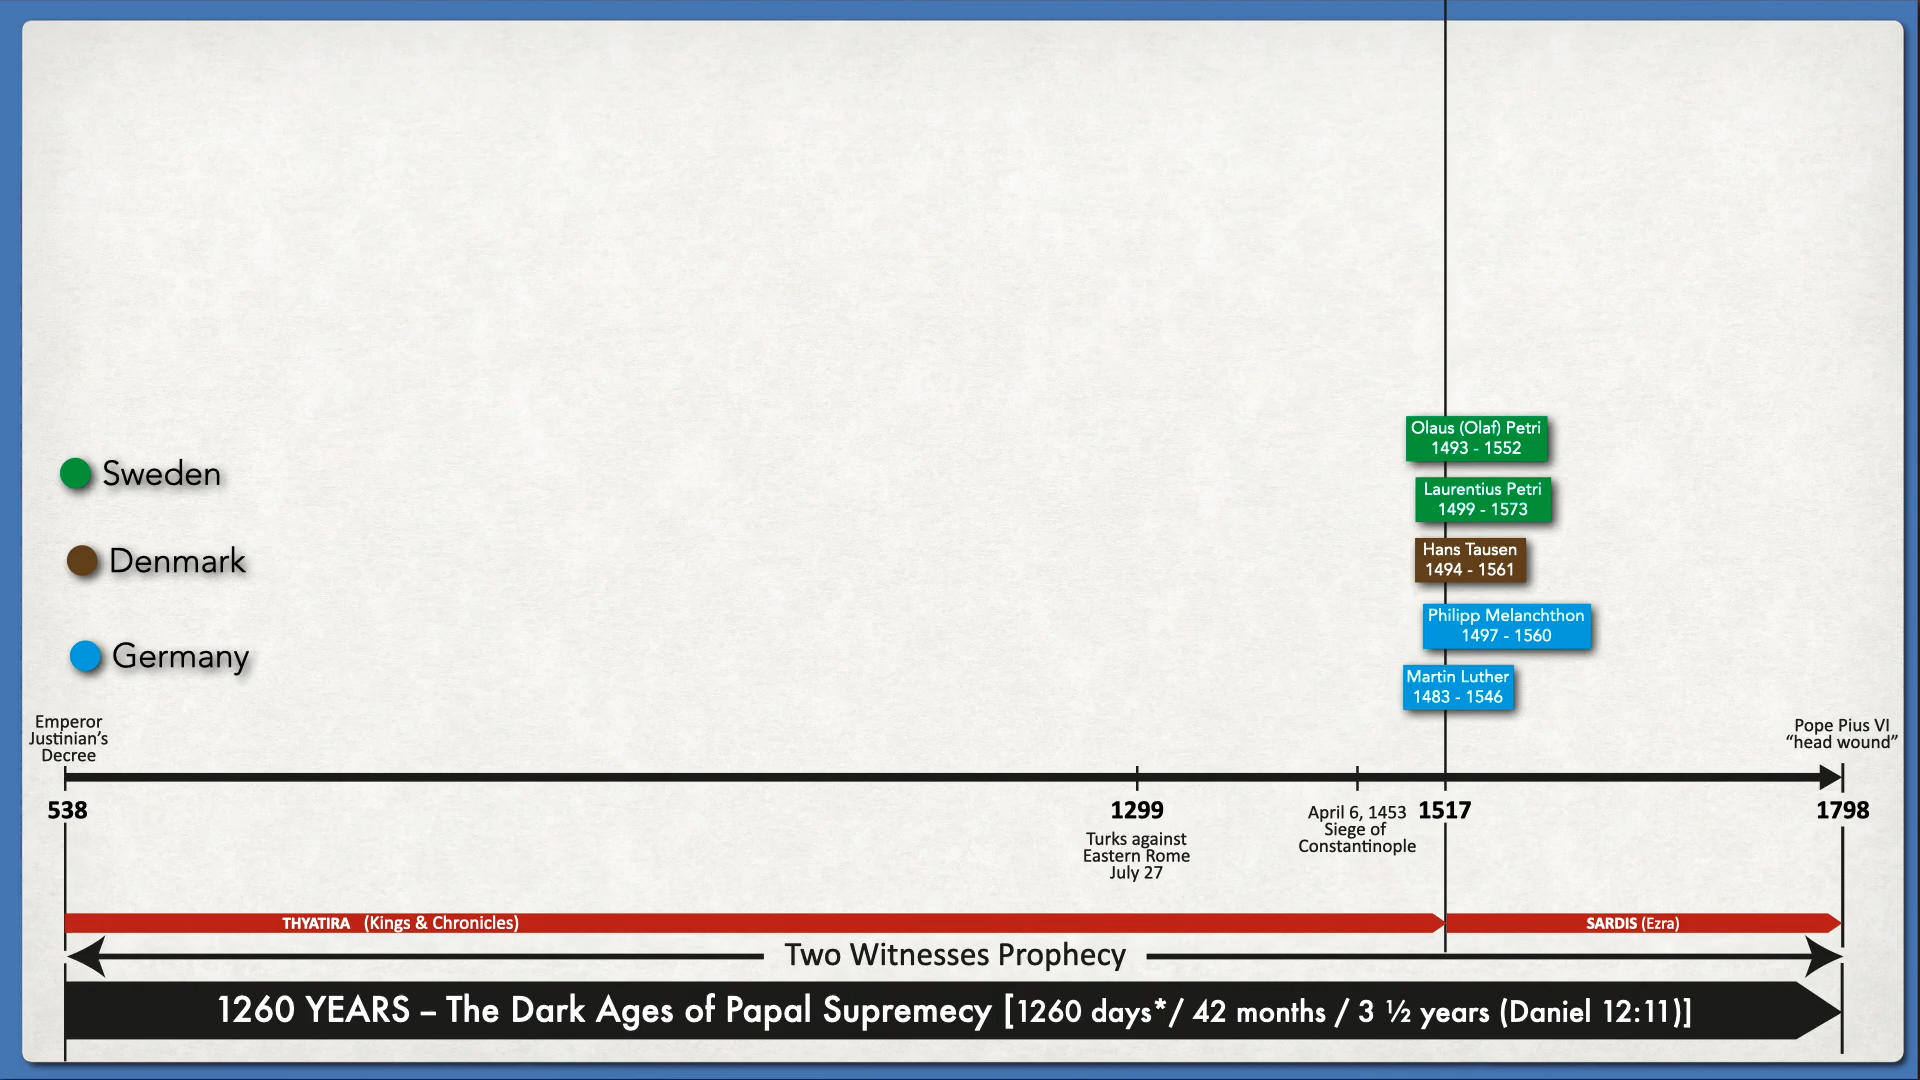 Olaus (Olaf) Petri
1493 - 1552
Sweden
Laurentius Petri
1499 - 1573
Denmark
Hans Tausen
1494 - 1561
Philipp Melanchthon
1497 - 1560
Germany
Martin Luther
1483 - 1546
Emperor
Justinian’s
Decree
Pope Pius VI
“head wound”
538
1299
Turks against
Eastern Rome
July 27
April 6, 1453
Siege of
Constantinople
1517
1798
THYATIRA (Kings & Chronicles)
SARDIS (Ezra)
Two Witnesses Prophecy
1260 YEARS – The Dark Ages of Papal Supremecy [1260 days*/ 42 months / 3 ½ years (Daniel 12:11)]